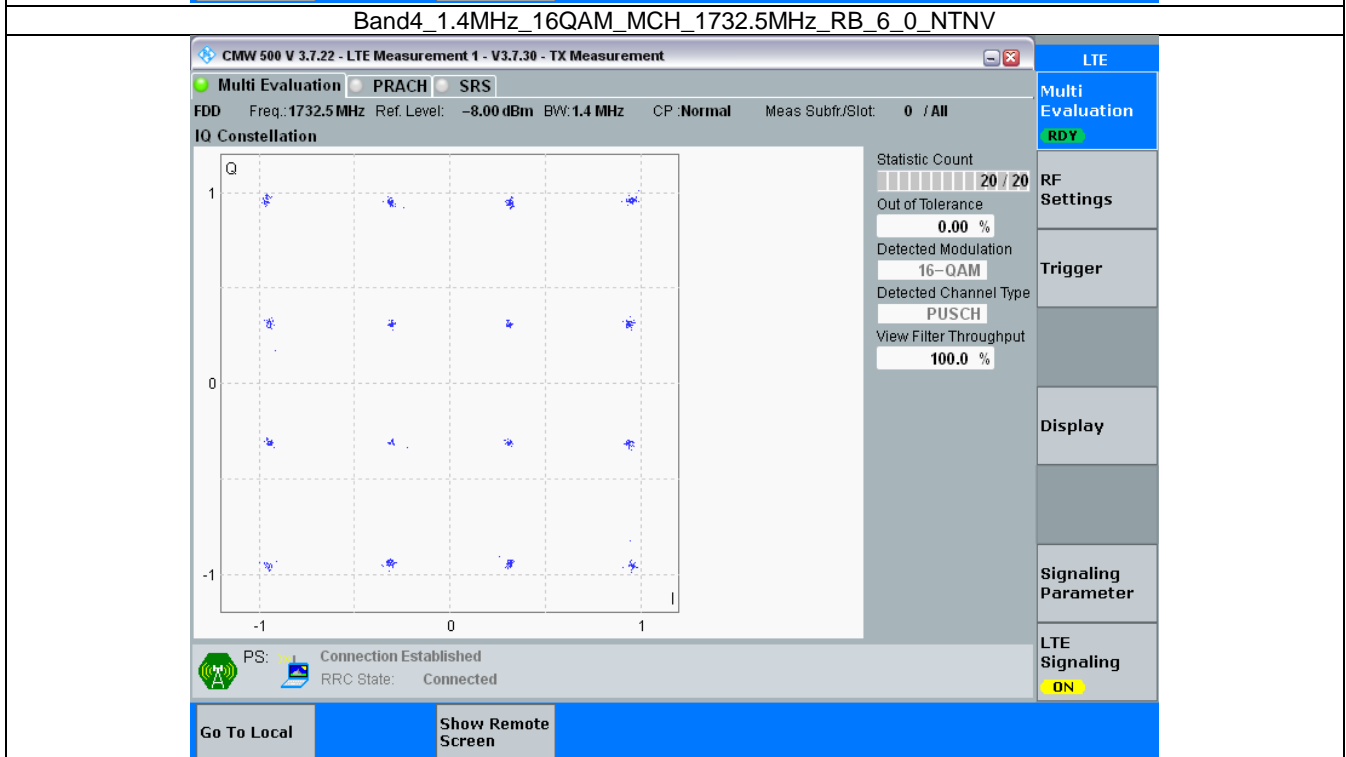 Band4_1.4MHz_16QAM_MCH_1732.5MHz_RB_6_0_NTNV
CMW 500 V 3.7.22 - LTE Measurement 1 - V3.7.30 - TX Measurement
LTE
Multi Evaluation PRACH SRS
Multi
Evaluation
RDY
FDD Freq.: 1732.5 MHz Ref. Level: −8.00 dBm BW: 1.4 MHz CP :Normal Meas Subfr./Slot: 0 / All
IQ Constellation
Q
1
0
-1
I
-1 0 1
Statistic Count
20 / 20
Out of Tolerance
0.00 %
Detected Modulation
16−QAM
Detected Channel Type
PUSCH
View Filter Throughput
100.0 %
RF
Settings
Trigger
Display
Signaling
Parameter
LTE
Signaling
ON
PS: Connection Established
RRC State: Connected
Go To Local
Show Remote
Screen